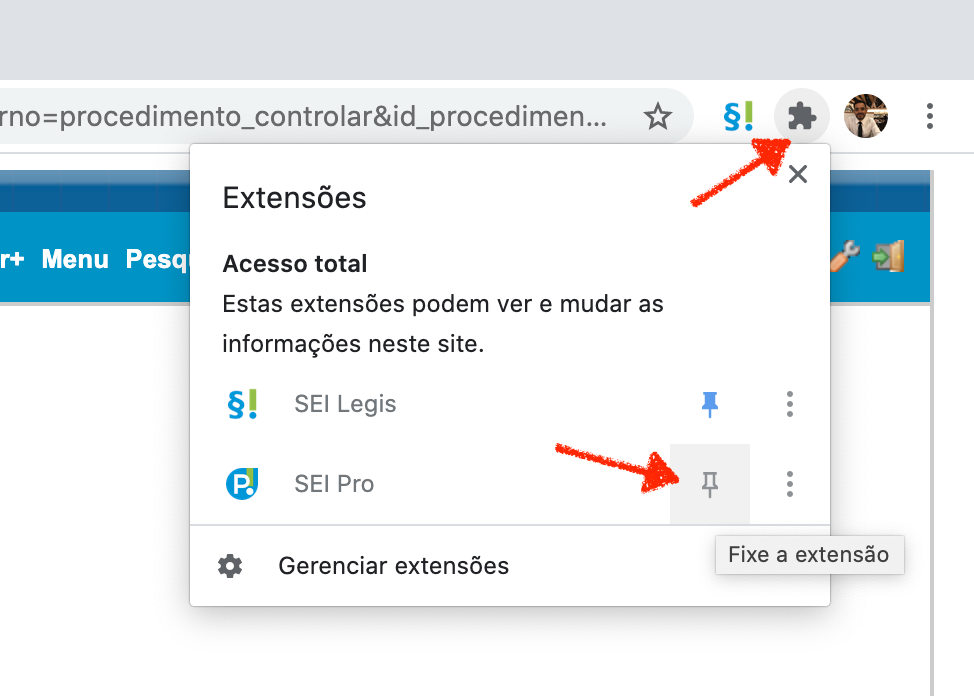 rno=procedimento_controlar&id_procedimen...
§!
Extensões
r+ Menu Pesqu
Acesso total
Estas extensões podem ver e mudar as
informações neste site.
§! SEI Legis
P! SEI Pro
Gerenciar extensões
Fixe a extensão